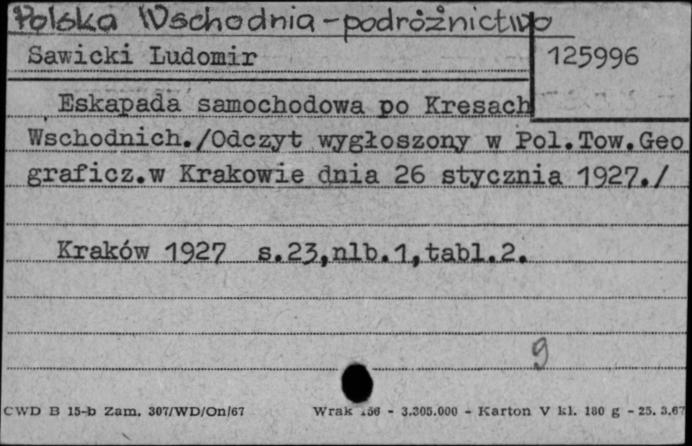 Polska Wschodnia - podróżnictwo
Sawicki Ludomir 125996
Eskapada samochodowa po Kresach
Wschodnich./Odczyt wygłoszony w Pol.Tow.Geo
graficz.w Krakowie dnia 26 stycznia 1927./
Kraków 1927 s.23,nlb.1,tabl.2.
9
CWD B 15-b Zam. 307/WD/On/67 Wrak - 3.305.000 - Karton V kl. 180 g - 25. 3.67